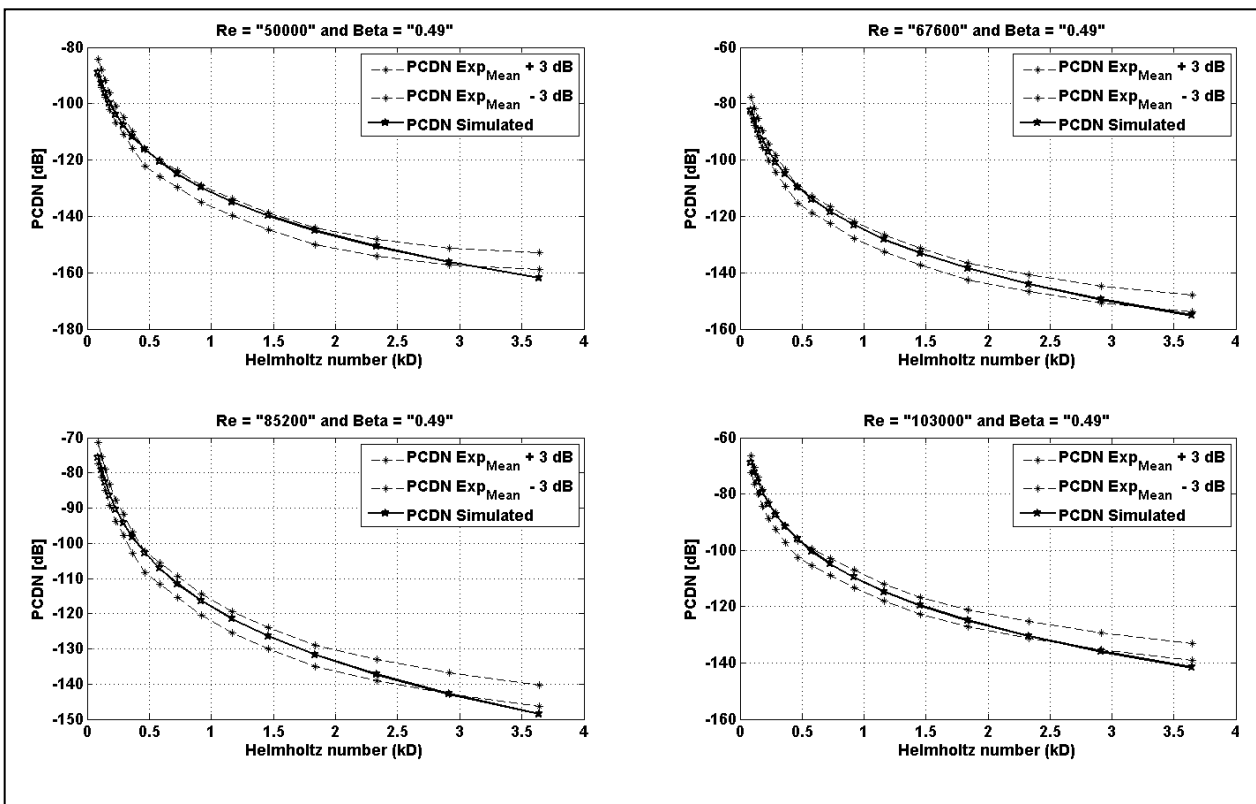 Re = "50000" and Beta = "0.49"
-80
-100
-120
-140
-160
-180
PCDN [dB]
PCDN Exp_Mean + 3 dB
PCDN Exp_Mean - 3 dB
PCDN Simulated
0 0.5 1 1.5 2 2.5 3 3.5 4
Helmholtz number (kD)
Re = "67600" and Beta = "0.49"
-60
-80
-100
-120
-140
-160
PCDN [dB]
PCDN Exp_Mean + 3 dB
PCDN Exp_Mean - 3 dB
PCDN Simulated
0 0.5 1 1.5 2 2.5 3 3.5 4
Helmholtz number (kD)
Re = "85200" and Beta = "0.49"
-70
-80
-90
-100
-110
-120
-130
-140
-150
PCDN [dB]
PCDN Exp_Mean + 3 dB
PCDN Exp_Mean - 3 dB
PCDN Simulated
0 0.5 1 1.5 2 2.5 3 3.5 4
Helmholtz number (kD)
Re = "103000" and Beta = "0.49"
-60
-80
-100
-120
-140
-160
PCDN [dB]
PCDN Exp_Mean + 3 dB
PCDN Exp_Mean - 3 dB
PCDN Simulated
0 0.5 1 1.5 2 2.5 3 3.5 4
Helmholtz number (kD)